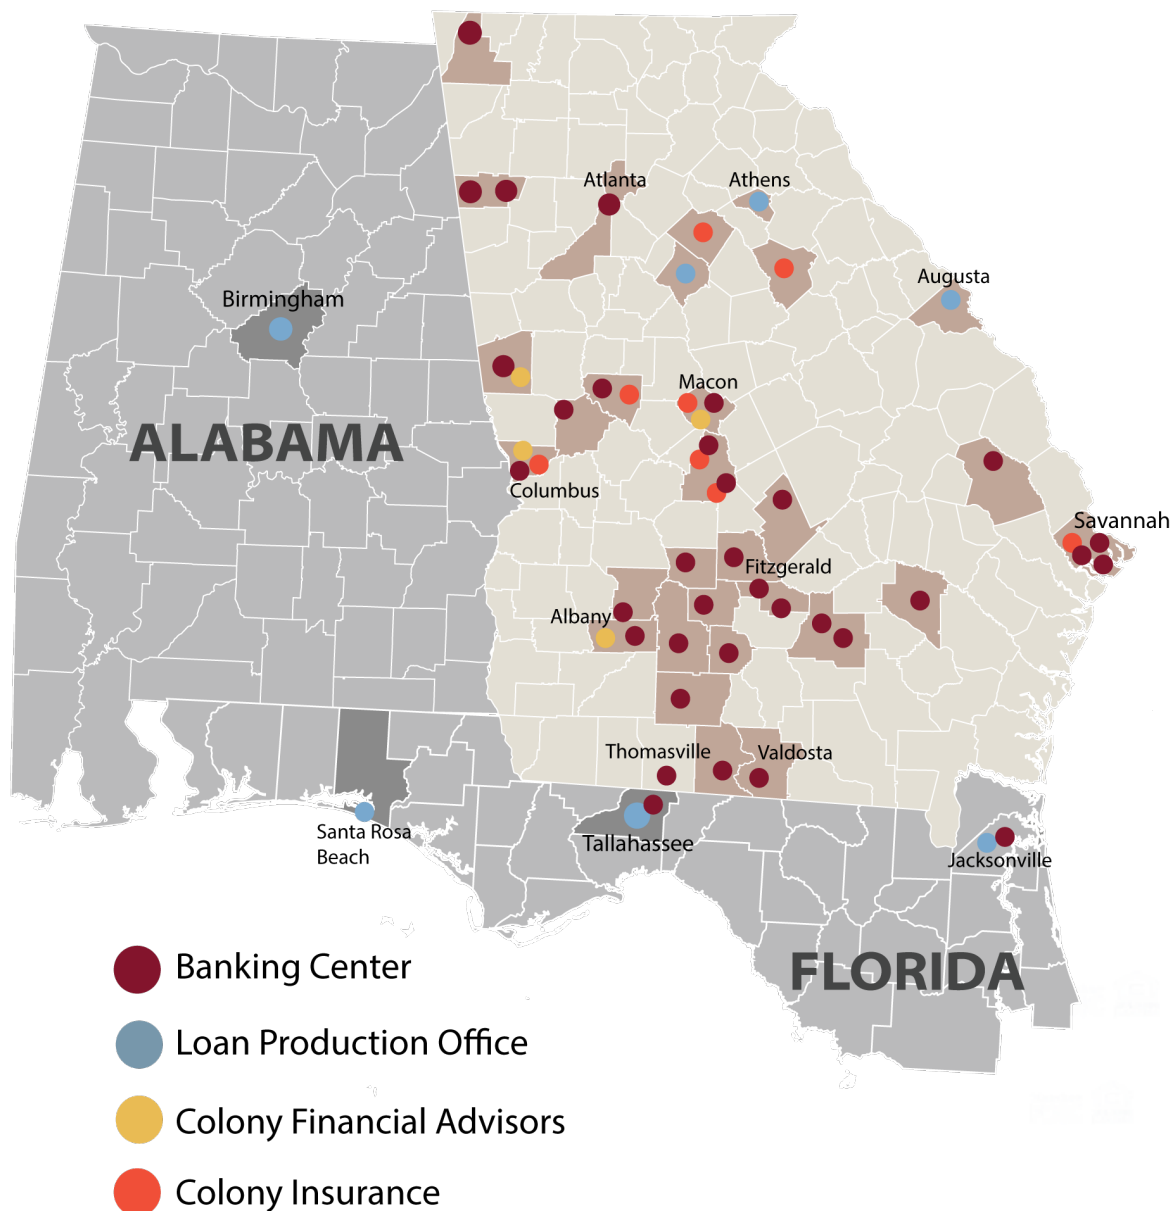 Atlanta
Athens
Augusta
Birmingham
Macon
ALABAMA
Columbus
Savannah
Fitzgerald
Albany
Thomasville
Valdosta
Santa Rosa
Beach
Tallahassee
Jacksonville
FLORIDA
Banking Center
Loan Production Office
Colony Financial Advisors
Colony Insurance